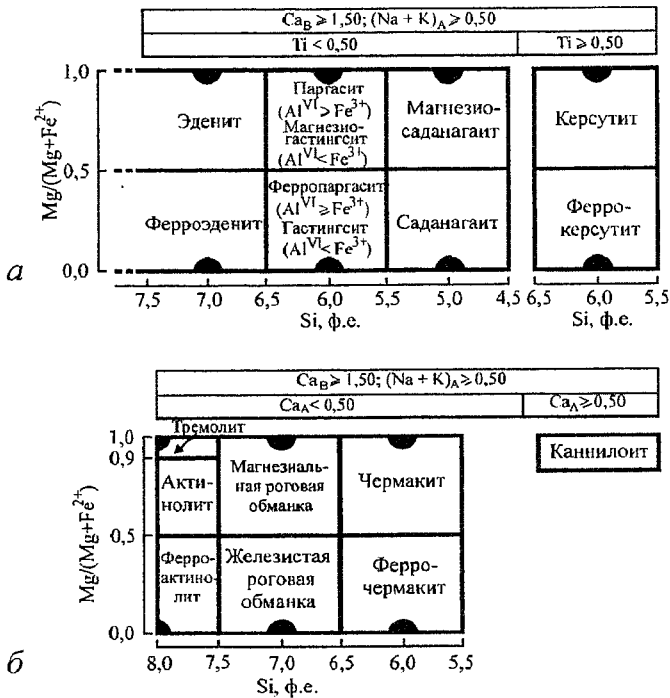 Ca_B ⩾ 1,50; (Na + K)_A ⩾ 0,50
Ti < 0,50
Ti ⩾ 0,50
Mg/(Mg+Fe²⁺)
1,0
0,5
0,0
Эденит
Паргасит
(Al^VI ⩾ Fe³⁺)
Магнезио-
гастингсит
(Al^VI < Fe³⁺)
Магнезио-
саданагаит
Керсутит
Ферроэденит
Ферропаргасит
(Al^VI ⩾ Fe³⁺)
Гастингсит
(Al^VI < Fe³⁺)
Саданагаит
Ферро-
керсутит
а
7,5 7,0 6,5 6,0 5,5 5,0 4,5 6,5 6,0 5,5
Si, ф.е.
Si, ф.е.
Ca_B ⩾ 1,50; (Na + K)_A ⩾ 0,50
Ca_A < 0,50
Ca_A ⩾ 0,50
Mg/(Mg+Fe²⁺)
1,0
0,9
0,5
0,0
Тремолит
Акти-
нолит
Магнезиаль-
ная роговая
обманка
Чермакит
Каннилоит
Ферро-
актино-
лит
Железистая
роговая
обманка
Ферро-
чермакит
б
8,0 7,5 7,0 6,5 6,0 5,5
Si, ф.е.